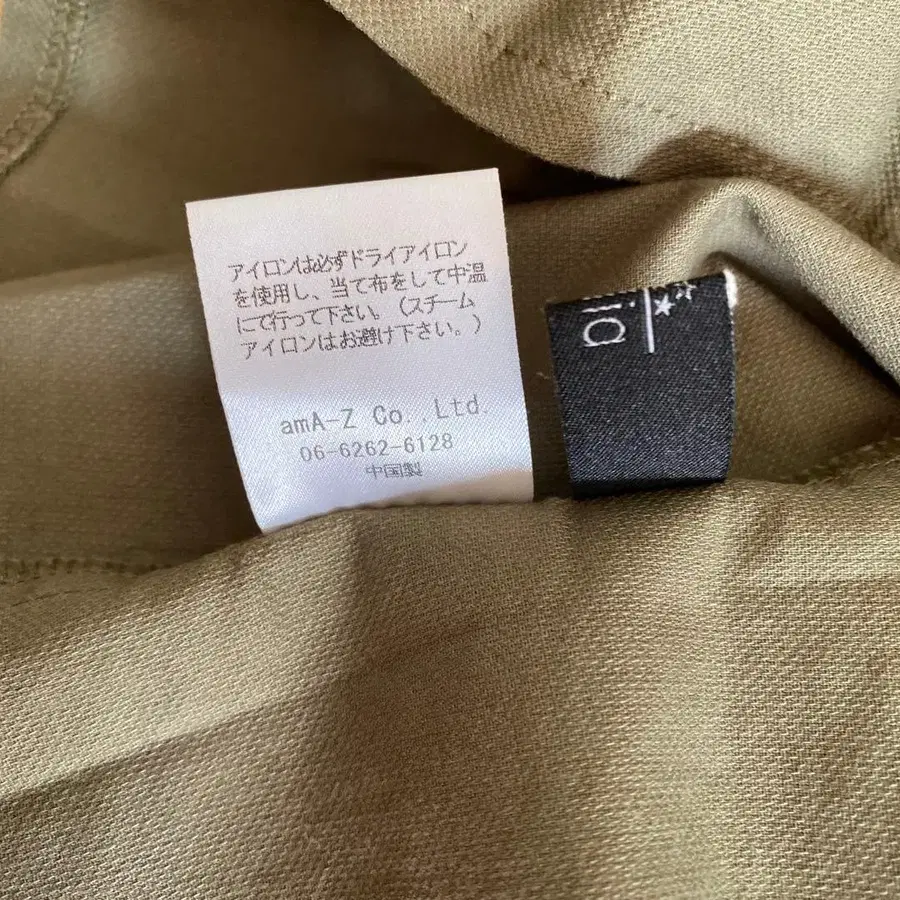 アイロンは必ずドライアイロン
を使用し、当て布をして中温
にて行って下さい。(スチーム
アイロンはお避け下さい。)
amA-Z Co.,Ltd.
06-6262-6128
中国製